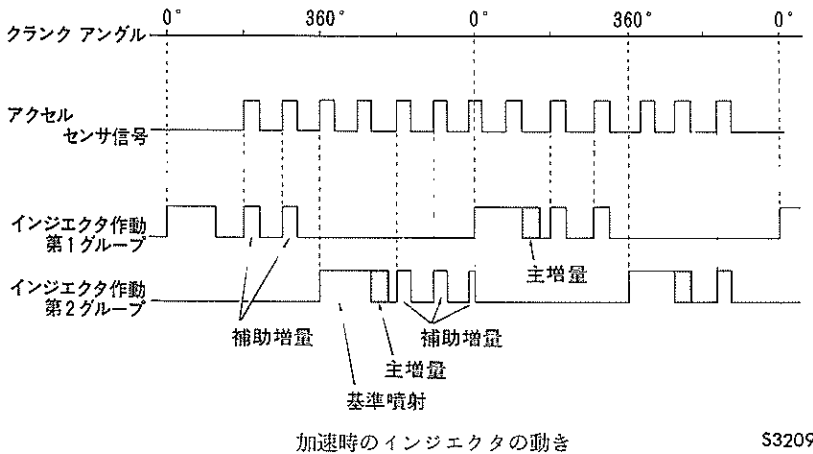 0° 360° 0° 360° 0°
クランク アングル
アクセル
センサ信号
インジェクタ作動
第1グループ
主増量
インジェクタ作動
第2グループ
補助増量 補助増量
主増量
基準噴射
加速時のインジェクタの動き
S3209